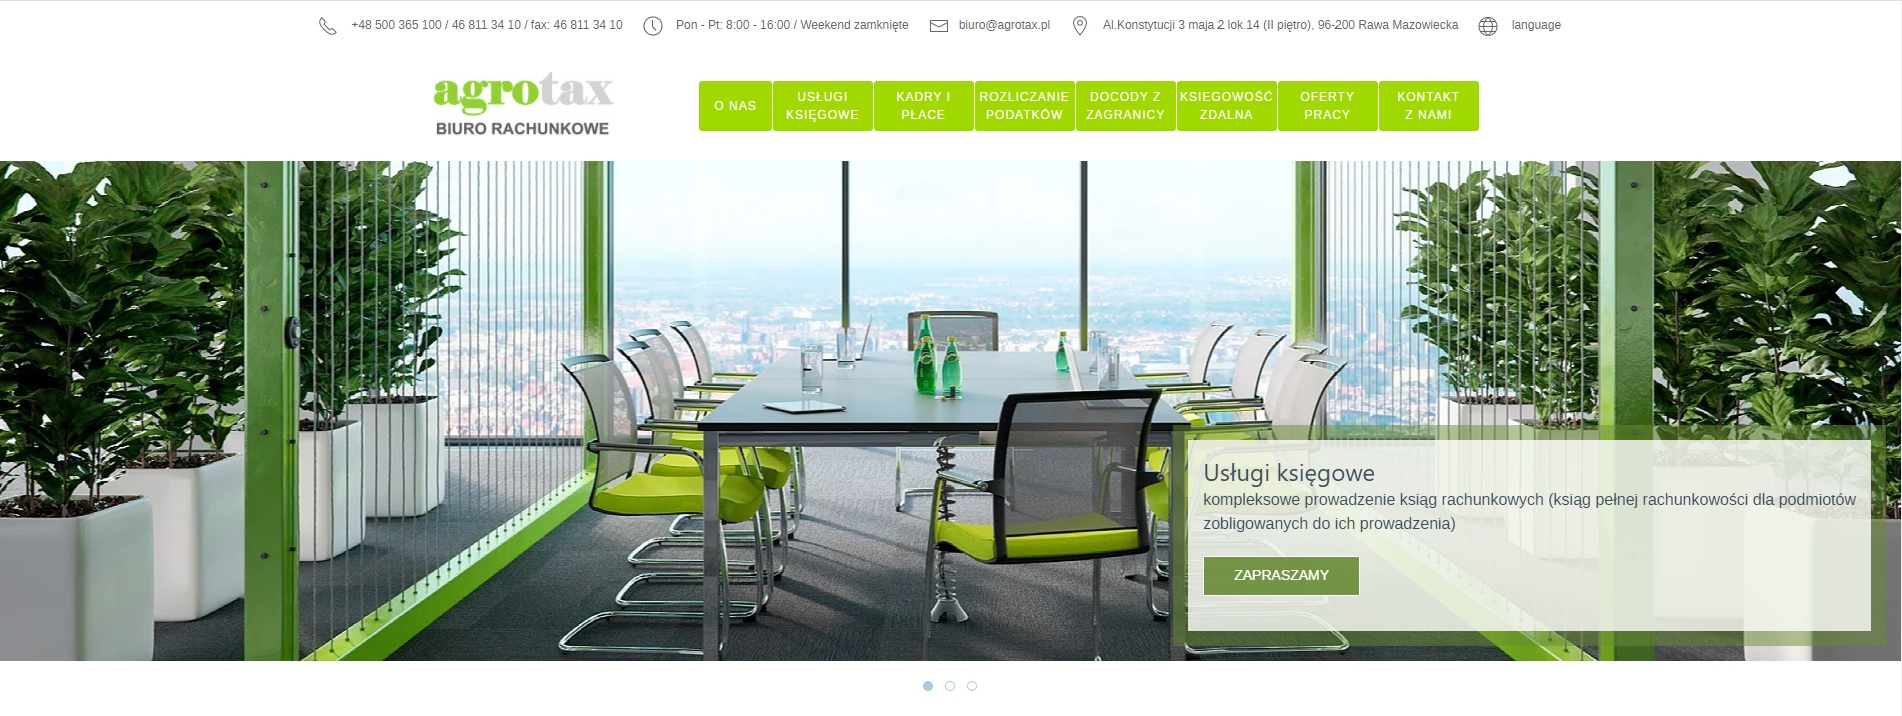 +48 500 365 100 / 46 811 34 10 / fax: 46 811 34 10
Pon - Pt: 8:00 - 16:00 / Weekend zamknięte
biuro@agrotax.pl
Al.Konstytucji 3 maja 2 lok.14 (II piętro), 96-200 Rawa Mazowiecka
language
agrotax
BIURO RACHUNKOWE
O NAS
USŁUGI
KSIĘGOWE
KADRY I
PŁACE
ROZLICZANIE
PODATKÓW
DOCODY Z
ZAGRANICY
KSIEGOWOŚĆ
ZDALNA
OFERTY
PRACY
KONTAKT
Z NAMI
Usługi księgowe
kompleksowe prowadzenie ksiąg rachunkowych (ksiąg pełnej rachunkowości dla podmiotów
zobligowanych do ich prowadzenia)
ZAPRASZAMY